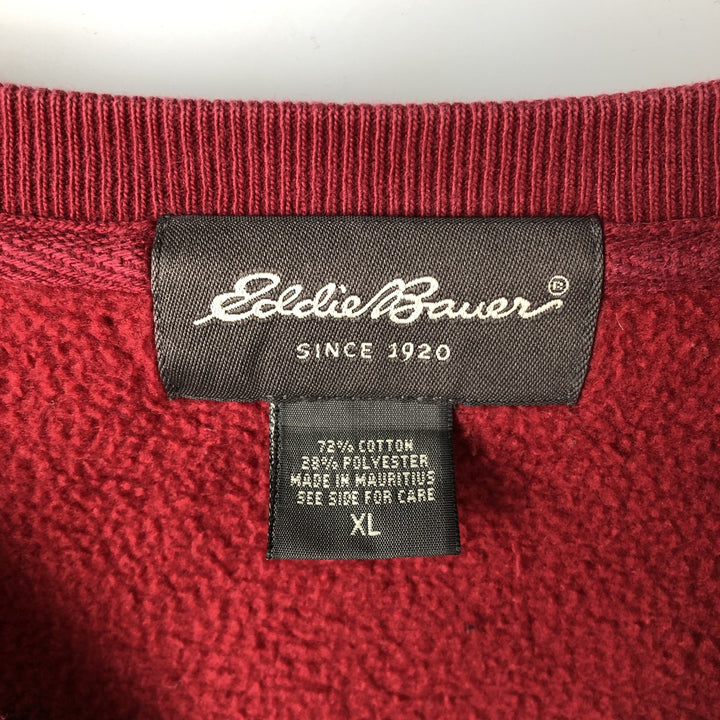 Eddie Bauer®
SINCE 1920
72% COTTON
28% POLYESTER
MADE IN MAURITIUS
SEE SIDE FOR CARE
XL